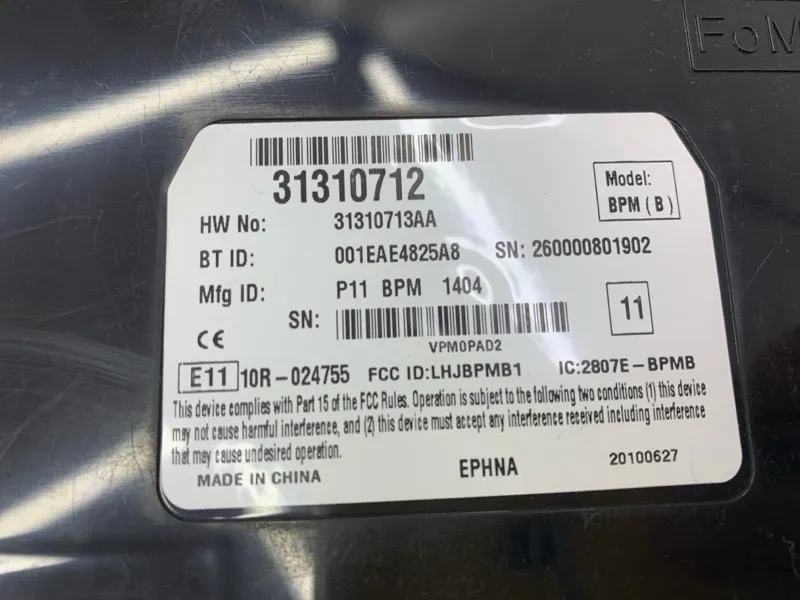 FoM
31310712
Model:
BPM ( B )
HW No: 31310713AA
BT ID: 001EAE4825A8 SN: 260000801902
Mfg ID: P11 BPM 1404
11
SN:
VPM0PAD2
CE
E11 10R-024755 FCC ID:LHJBPMB1 IC:2807E-BPMB
This device complies with Part 15 of the FCC Rules. Operation is subject to the following two conditions (1) this device
may not cause harmful interference, and (2) this device must accept any interference received including interference
that may cause undesired operation.
MADE IN CHINA EPHNA 20100627